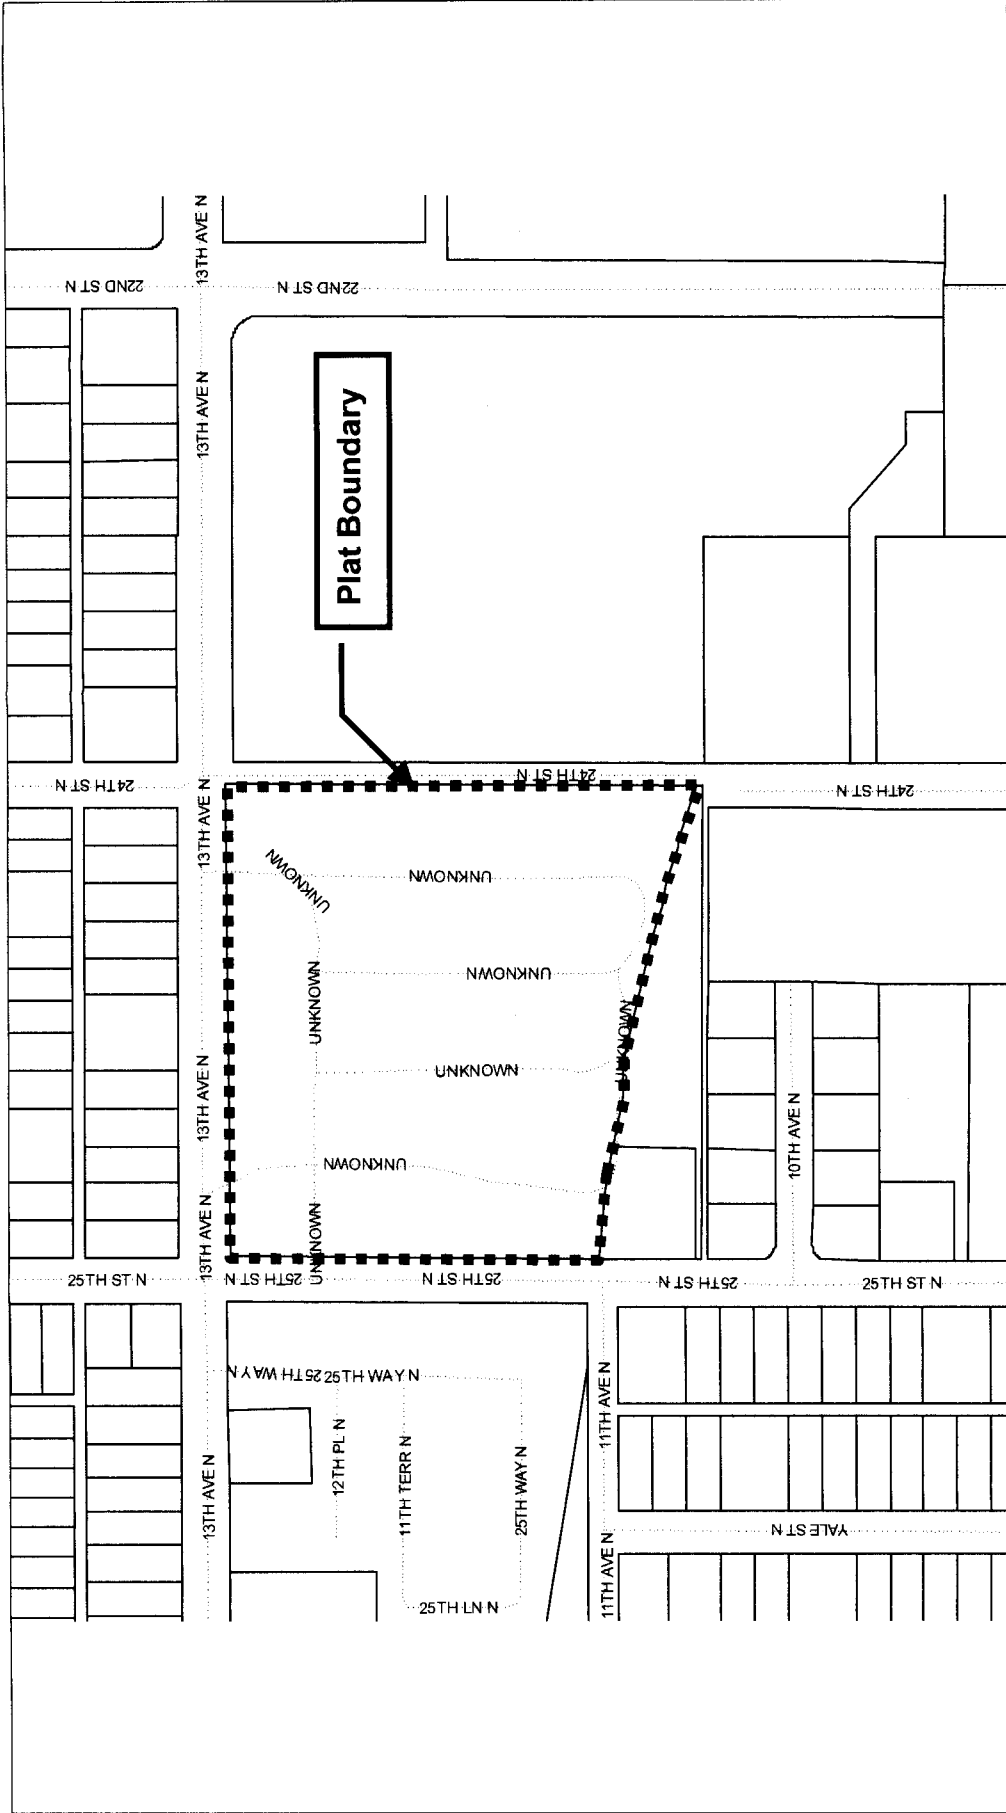 22ND ST N
13TH AVE N
22ND ST N
13TH AVE N
Plat Boundary
24TH ST N
13TH AVE N
24TH ST N
24TH ST N
UNKNOWN
UNKNOWN
UNKNOWN
UNKNOWN
UNKNOWN
UNKNOWN
UNKNOWN
UNKNOWN
13TH AVE N
10TH AVE N
13TH AVE N
25TH ST N
25TH ST N
25TH ST N
25TH ST N
25TH ST N
25TH WAY N
25TH WAY N
12TH PL N
11TH TERR N
25TH WAY N
11TH AVE N
13TH AVE N
YALE ST N
25TH LN N
11TH AVE N